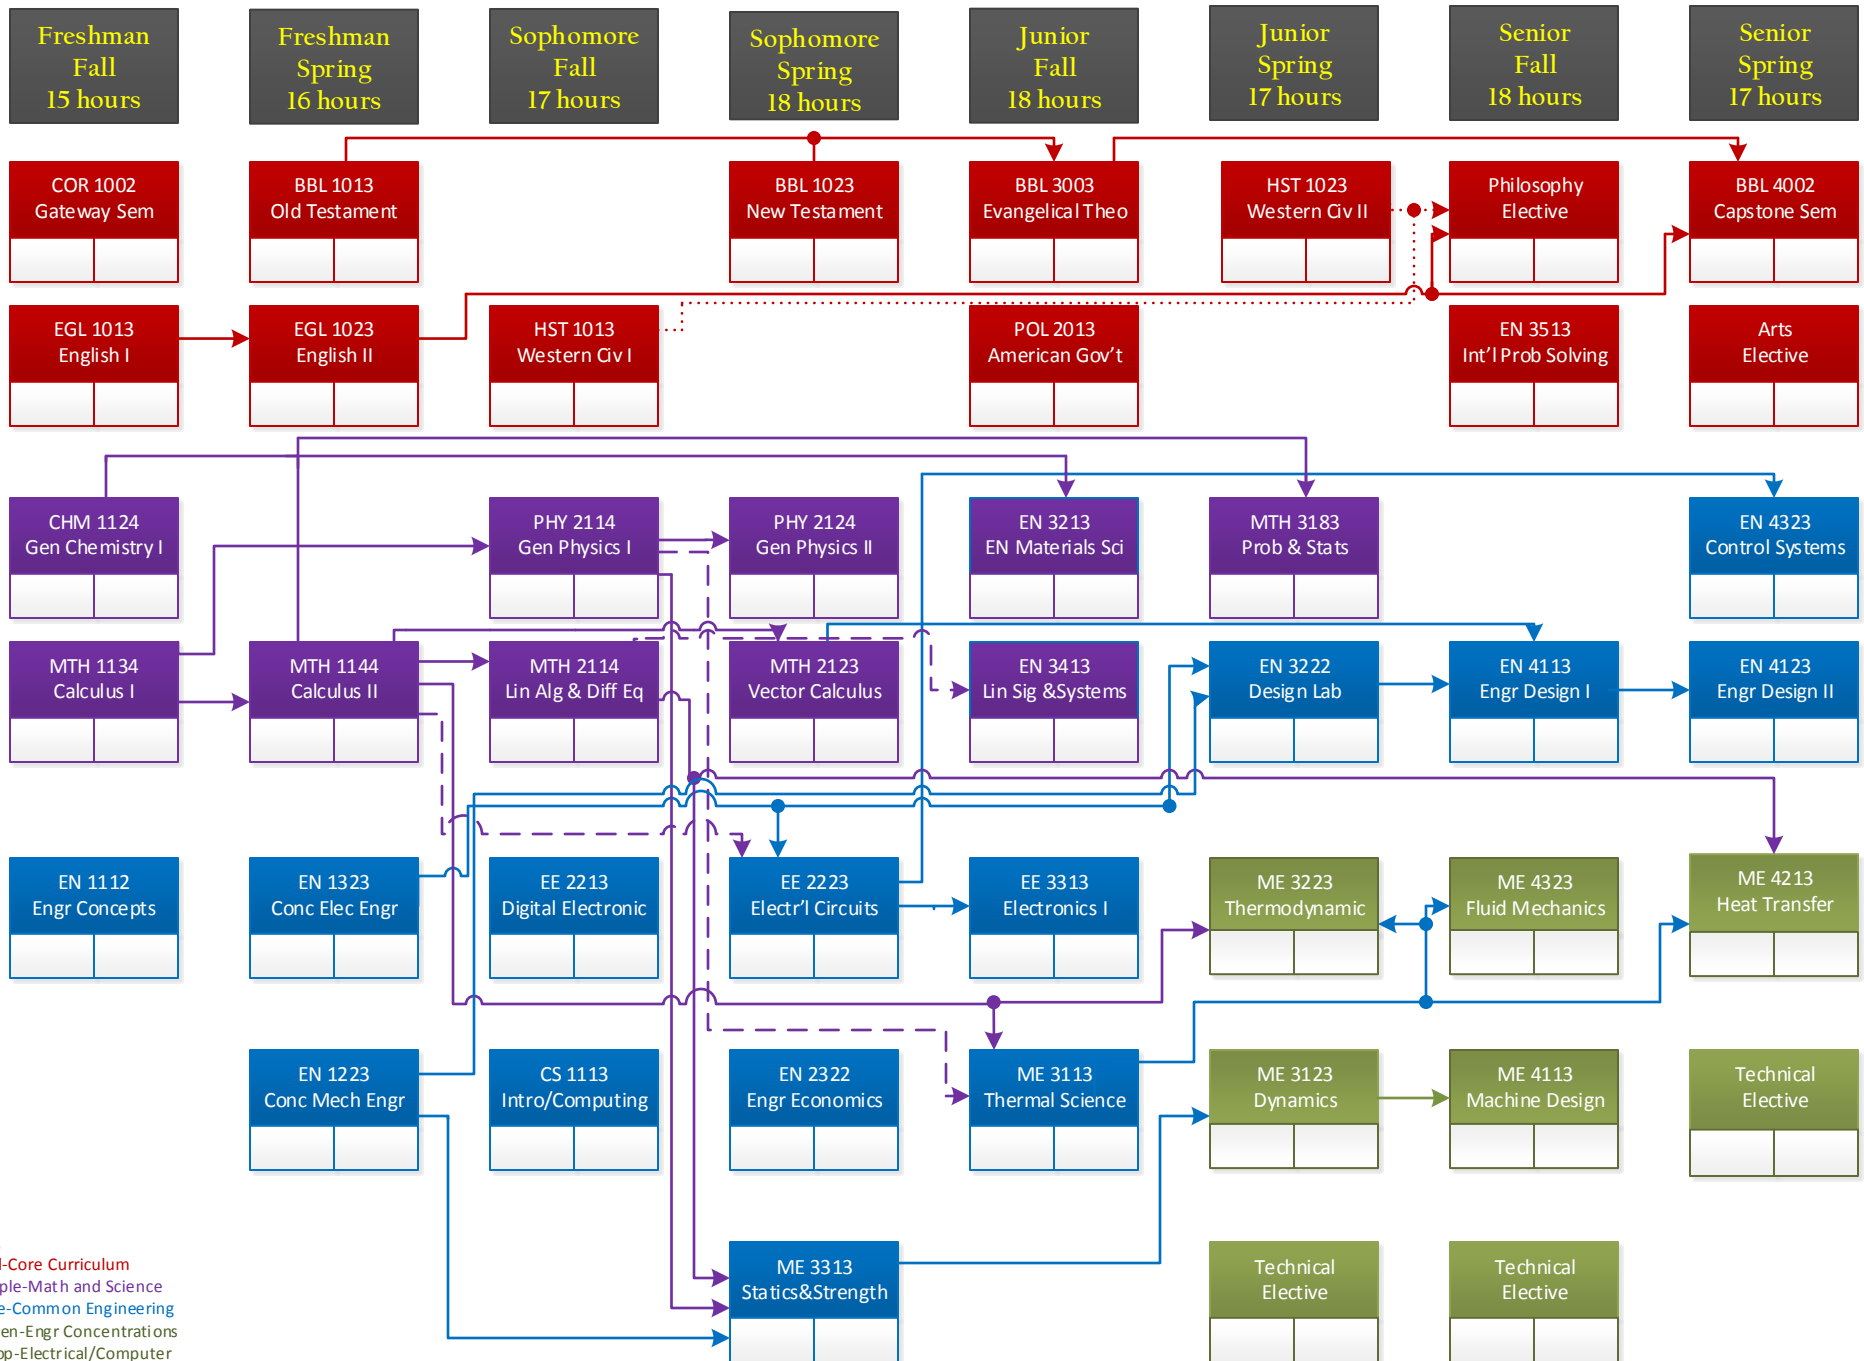 Freshman
Fall
15 hours
Freshman
Spring
16 hours
Sophomore
Fall
17 hours
Sophomore
Spring
18 hours
Junior
Fall
18 hours
Junior
Spring
17 hours
Senior
Fall
18 hours
Senior
Spring
17 hours
COR 1002
Gateway Sem
BBL 1013
Old Testament
BBL 1023
New Testament
BBL 3003
Evangelical Theo
HST 1023
Western Civ II
Philosophy
Elective
BBL 4002
Capstone Sem
EGL 1013
English I
EGL 1023
English II
HST 1013
Western Civ I
POL 2013
American Gov't
EN 3513
Int'l Prob Solving
Arts
Elective
CHM 1124
Gen Chemistry I
PHY 2114
Gen Physics I
PHY 2124
Gen Physics II
EN 3213
EN Materials Sci
MTH 3183
Prob & Stats
EN 4323
Control Systems
MTH 1134
Calculus I
MTH 1144
Calculus II
MTH 2114
Lin Alg & Diff Eq
MTH 2123
Vector Calculus
EN 3413
Lin Sig &Systems
EN 3222
Design Lab
EN 4113
Engr Design I
EN 4123
Engr Design II
EN 1112
Engr Concepts
EN 1323
Conc Elec Engr
EE 2213
Digital Electronic
EE 2223
Electr'l Circuits
EE 3313
Electronics I
ME 3223
Thermodynamic
ME 4323
Fluid Mechanics
ME 4213
Heat Transfer
EN 1223
Conc Mech Engr
CS 1113
Intro/Computing
EN 2322
Engr Economics
ME 3113
Thermal Science
ME 3123
Dynamics
ME 4113
Machine Design
Technical
Elective
ME 3313
Statics&Strength
Technical
Elective
Technical
Elective
d-Core Curriculum
ple-Math and Science
e-Common Engineering
en-Engr Concentrations
op-Electrical/Computer